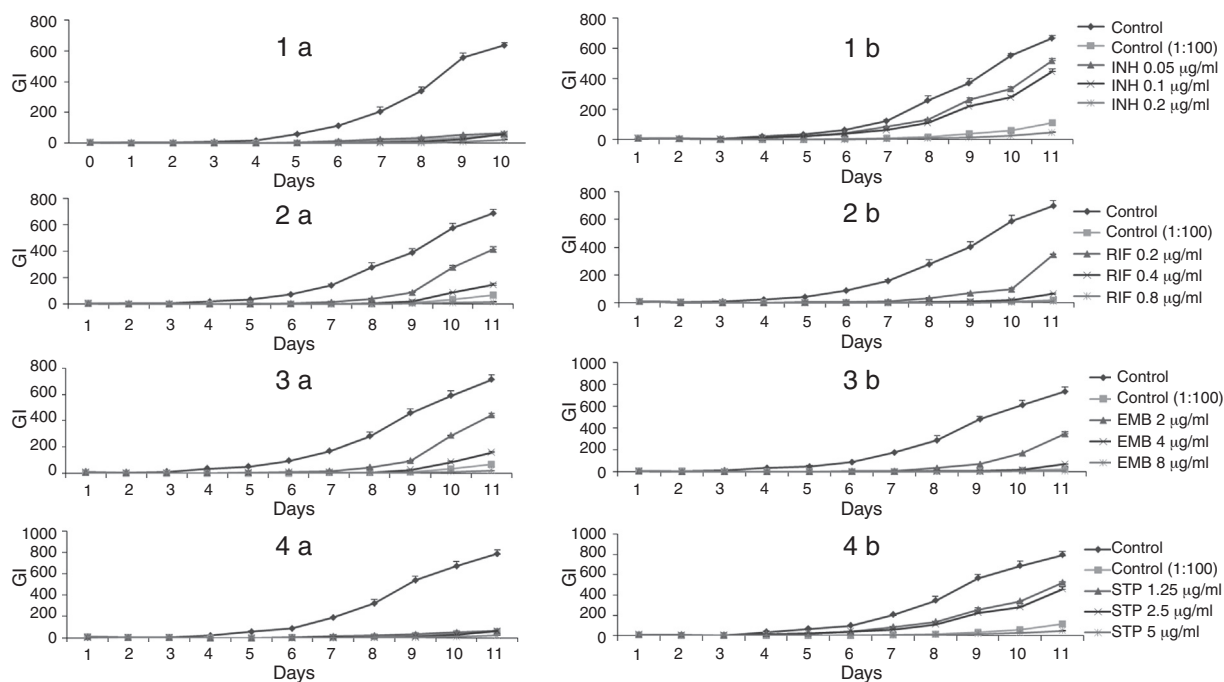 1 a
GI
800
600
400
200
0
0 1 2 3 4 5 6 7 8 9 10
Days
1 b
GI
800
600
400
200
0
1 2 3 4 5 6 7 8 9 10 11
Days
Control
Control (1:100)
INH 0.05 μg/ml
INH 0.1 μg/ml
INH 0.2 μg/ml
2 a
GI
800
600
400
200
0
1 2 3 4 5 6 7 8 9 10 11
Days
2 b
GI
800
600
400
200
0
1 2 3 4 5 6 7 8 9 10 11
Days
Control
Control (1:100)
RIF 0.2 μg/ml
RIF 0.4 μg/ml
RIF 0.8 μg/ml
3 a
GI
800
600
400
200
0
1 2 3 4 5 6 7 8 9 10 11
Days
3 b
GI
1000
800
600
400
200
0
1 2 3 4 5 6 7 8 9 10 11
Days
Control
Control (1:100)
EMB 2 μg/ml
EMB 4 μg/ml
EMB 8 μg/ml
4 a
GI
1000
800
600
400
200
0
1 2 3 4 5 6 7 8 9 10 11
Days
4 b
GI
1000
800
600
400
200
0
1 2 3 4 5 6 7 8 9 10 11
Days
Control
Control (1:100)
STP 1.25 μg/ml
STP 2.5 μg/ml
STP 5 μg/ml